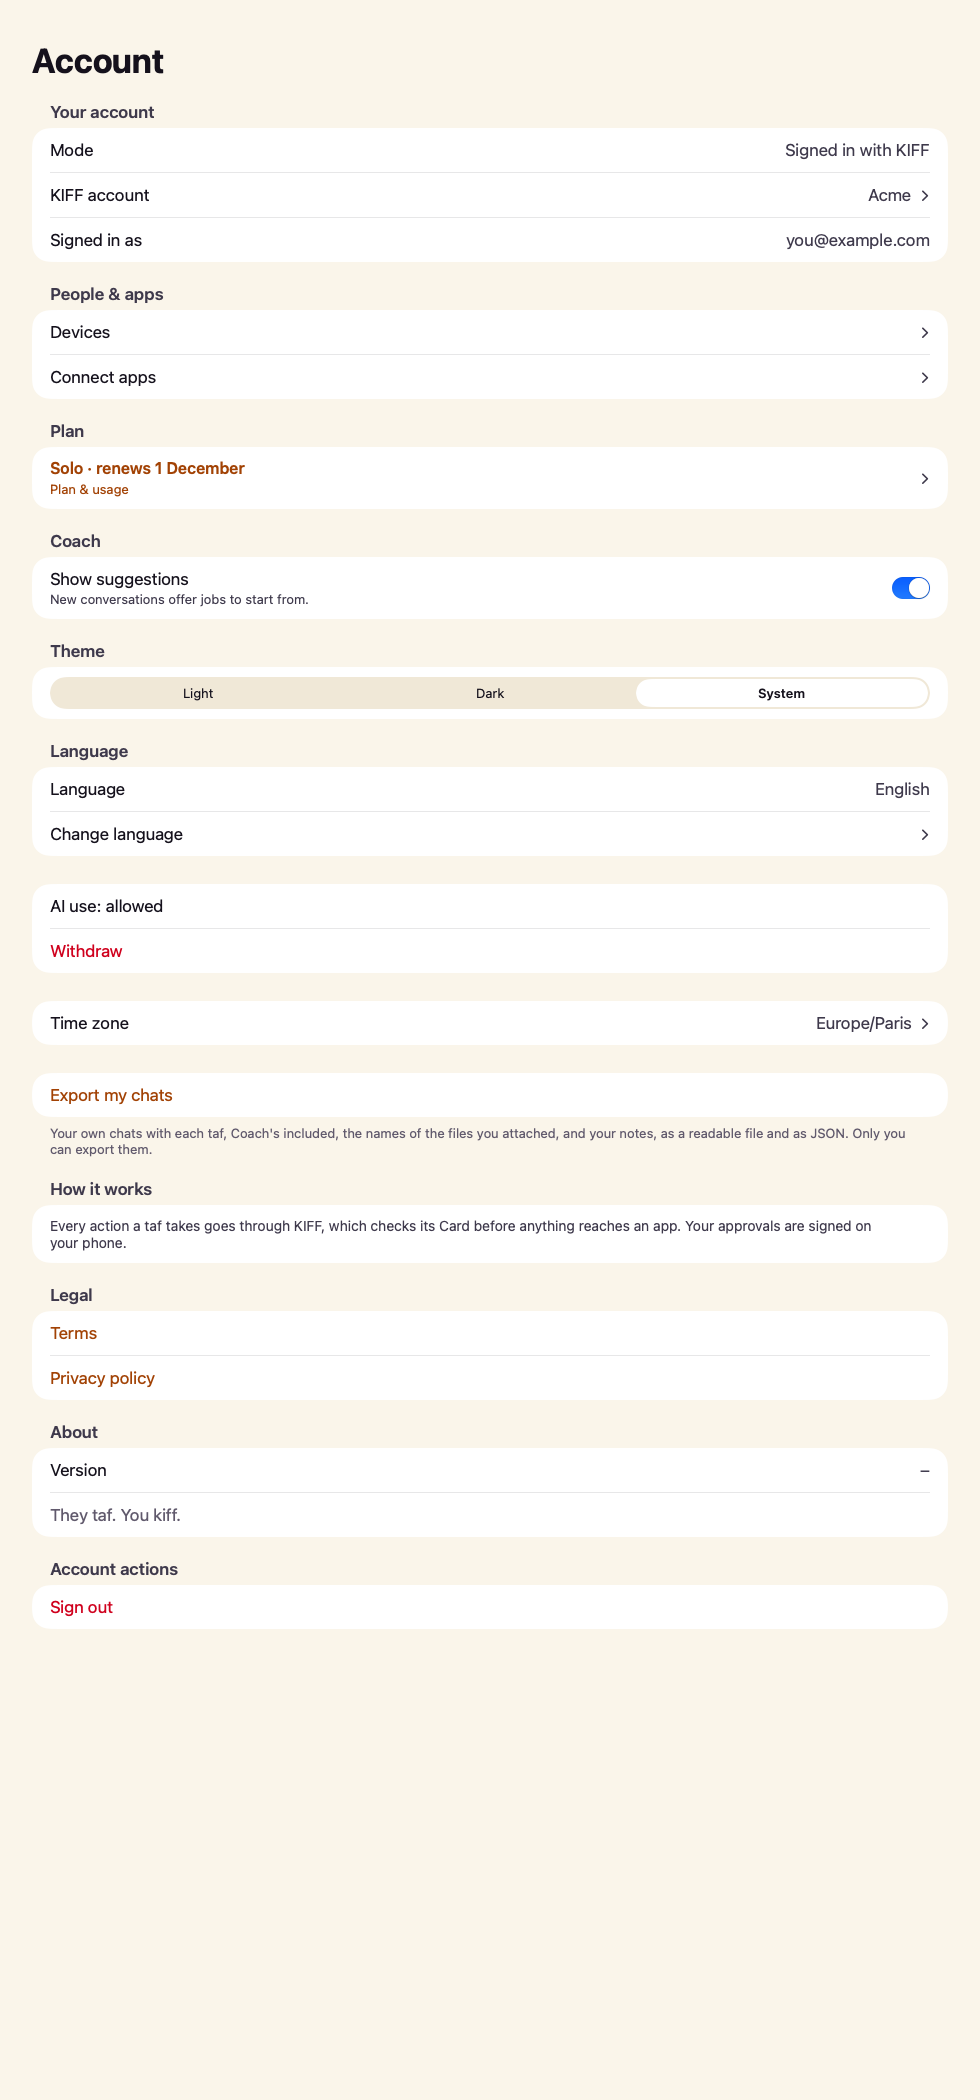 Account
Your account
Mode
Signed in with KIFF
KIFF account
Acme
Signed in as
you@example.com
People & apps
Devices
Connect apps
Plan
Solo · renews 1 December
Plan & usage
Coach
Show suggestions
New conversations offer jobs to start from.
Theme
Light
Dark
System
Language
Language
English
Change language
AI use: allowed
Withdraw
Time zone
Europe/Paris
Export my chats
Your own chats with each taf, Coach's included, the names of the files you attached, and your notes, as a readable file and as JSON. Only you
can export them.
How it works
Every action a taf takes goes through KIFF, which checks its Card before anything reaches an app. Your approvals are signed on
your phone.
Legal
Terms
Privacy policy
About
Version
–
They taf. You kiff.
Account actions
Sign out